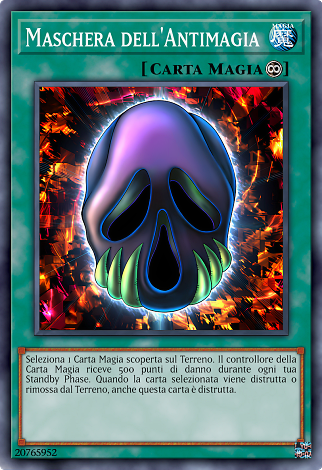 Maschera dell'Antimagia
MAGIA
[Carta Magia]
Seleziona 1 Carta Magia scoperta sul Terreno. Il controllore della
Carta Magia riceve 500 punti di danno durante ogni tua
Standby Phase. Quando la carta selezionata viene distrutta o
rimossa dal Terreno, anche questa carta è distrutta.
20765952